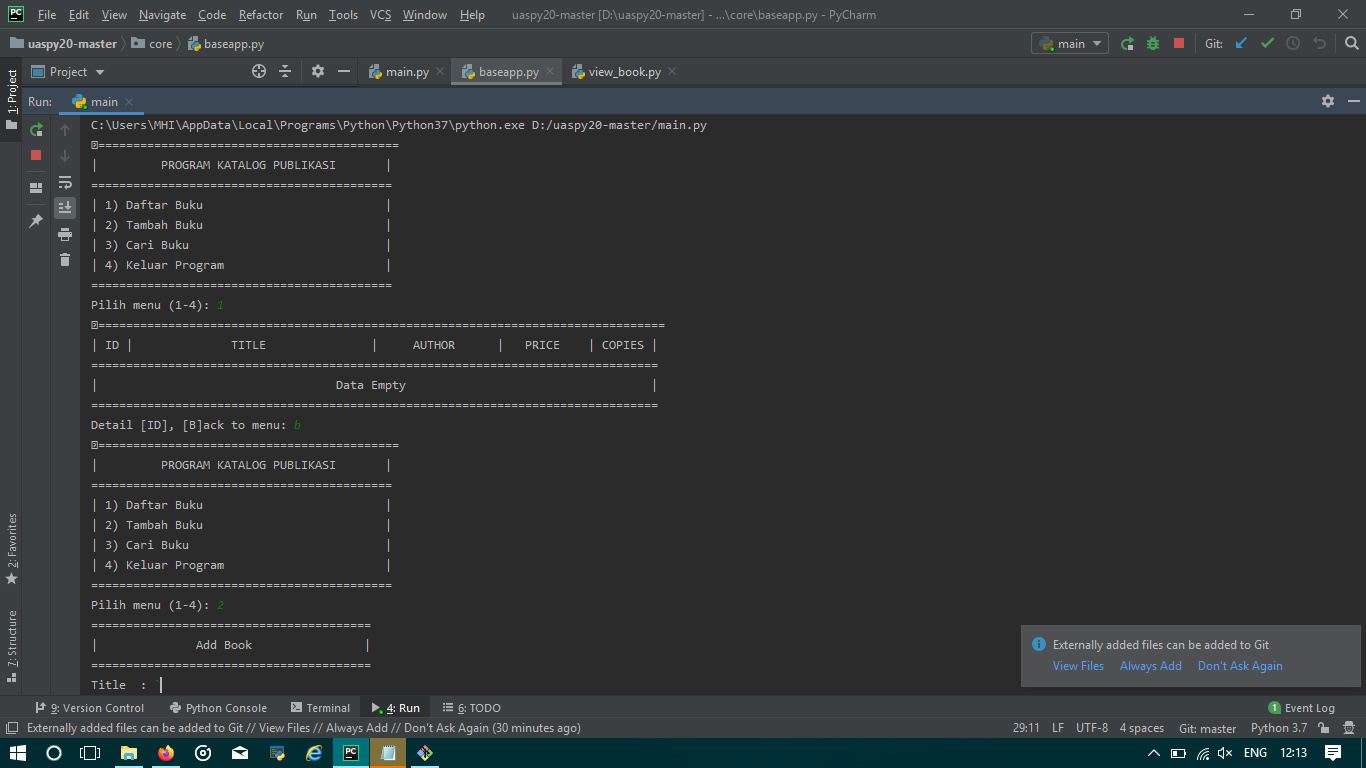 File Edit View Navigate Code Refactor Run Tools VCS Window Help uaspy20-master [D:\uaspy20-master] - ...\core\baseapp.py - PyCharm
uaspy20-master core baseapp.py main Git:
1: Project
Project main.py baseapp.py view_book.py
Run: main
C:\Users\MHI\AppData\Local\Programs\Python\Python37\python.exe D:/uaspy20-master/main.py
===========================================
| PROGRAM KATALOG PUBLIKASI |
===========================================
| 1) Daftar Buku |
| 2) Tambah Buku |
| 3) Cari Buku |
| 4) Keluar Program |
===========================================
Pilih menu (1-4): 1
=================================================================================
| ID | TITLE | AUTHOR | PRICE | COPIES |
=================================================================================
| Data Empty |
=================================================================================
Detail [ID], [B]ack to menu: b
===========================================
| PROGRAM KATALOG PUBLIKASI |
===========================================
| 1) Daftar Buku |
| 2) Tambah Buku |
| 3) Cari Buku |
| 4) Keluar Program |
===========================================
Pilih menu (1-4): 2
========================================
| Add Book |
========================================
Title :
2: Favorites
7: Structure
Externally added files can be added to Git
View Files Always Add Don't Ask Again
9: Version Control Python Console Terminal 4: Run 6: TODO 1 Event Log
Externally added files can be added to Git // View Files // Always Add // Don't Ask Again (30 minutes ago) 29:11 LF UTF-8 4 spaces Git: master Python 3.7
ENG 12:13